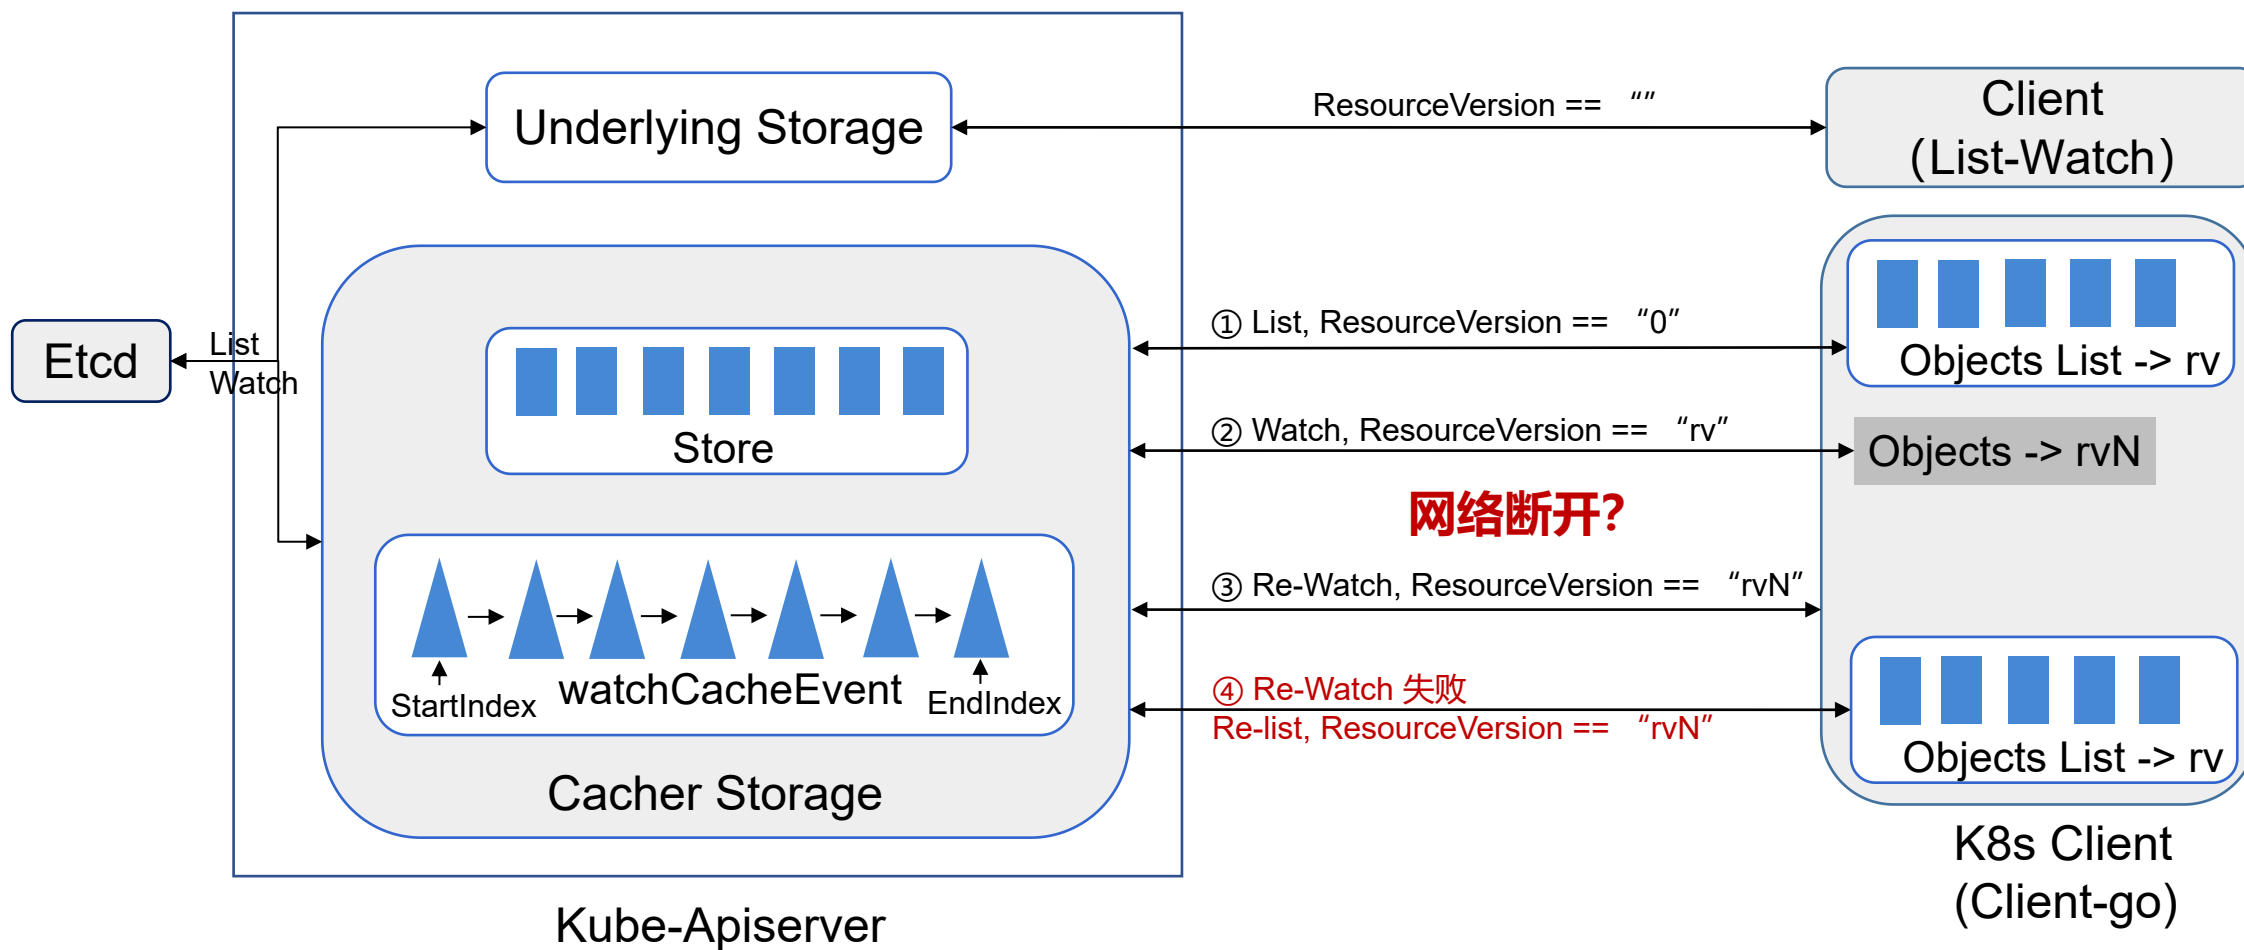 Underlying Storage
ResourceVersion == “”
Client
(List-Watch)
Etcd
List
Watch
Store
① List, ResourceVersion == “0”
Objects List -> rv
② Watch, ResourceVersion == “rv”
Objects -> rvN
网络断开?
③ Re-Watch, ResourceVersion == “rvN”
StartIndex
watchCacheEvent
EndIndex
④ Re-Watch 失败
Re-list, ResourceVersion == “rvN”
Objects List -> rv
Cacher Storage
Kube-Apiserver
K8s Client
(Client-go)